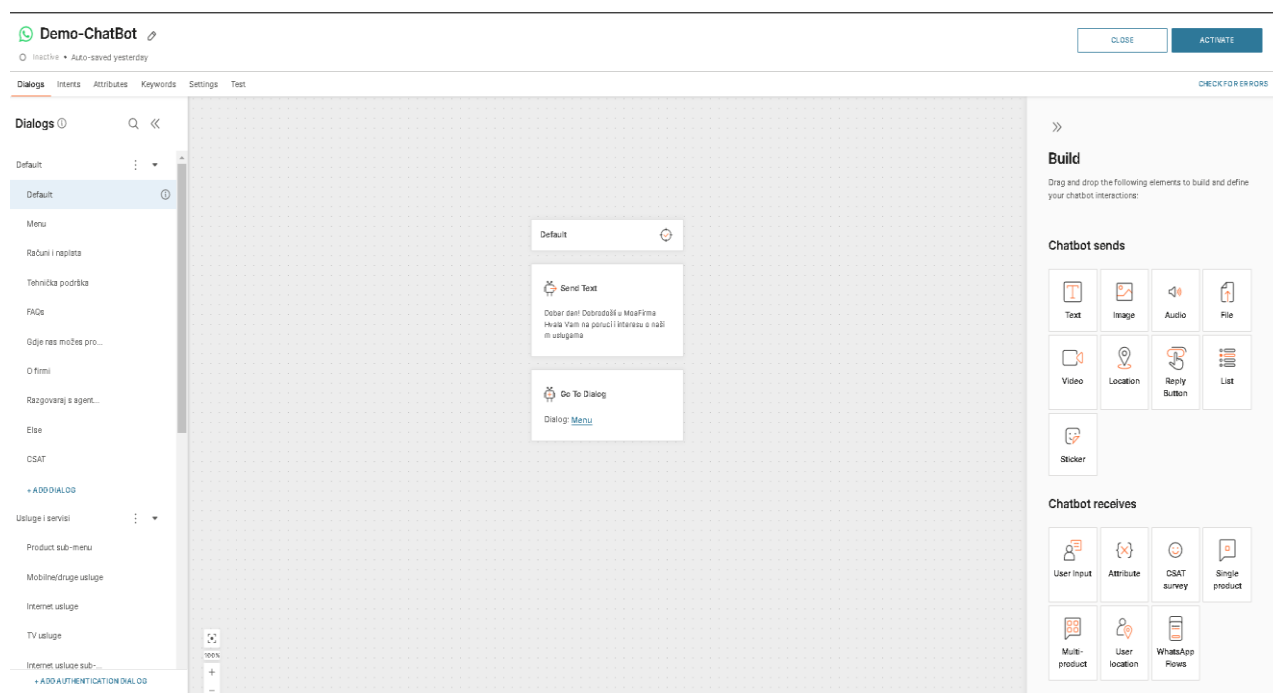 Demo-ChatBot
Inactive • Auto-saved yesterday
CLOSE
ACTIVATE
Dialogs Intents Attributes Keywords Settings Test
CHECK FOR ERRORS
Dialogs
Default
Default
Menu
Računi i naplata
Tehnička podrška
FAQs
Gdje nas možes pro...
O firmi
Razgovaraj s agent...
Else
CSAT
+ ADD DIALOG
Usluge i servisi
Product sub-menu
Mobilne/druge usluge
Internet usluge
TV usluge
Internet usluge sub-...
+ ADD AUTHENTICATION DIALOG
Default
Send Text
Dobar dan! Dobrodošli u MoaFirma
Hvala Vam na poruci i interesu o naši
m uslugama
Go To Dialog
Dialog: Menu
100%
Build
Drag and drop the following elements to build and define
your chatbot interactions:
Chatbot sends
Text
Image
Audio
File
Video
Location
Reply
Button
List
Sticker
Chatbot receives
User Input
Attribute
CSAT
survey
Single
product
Multi-
product
User
location
WhatsApp
Flows